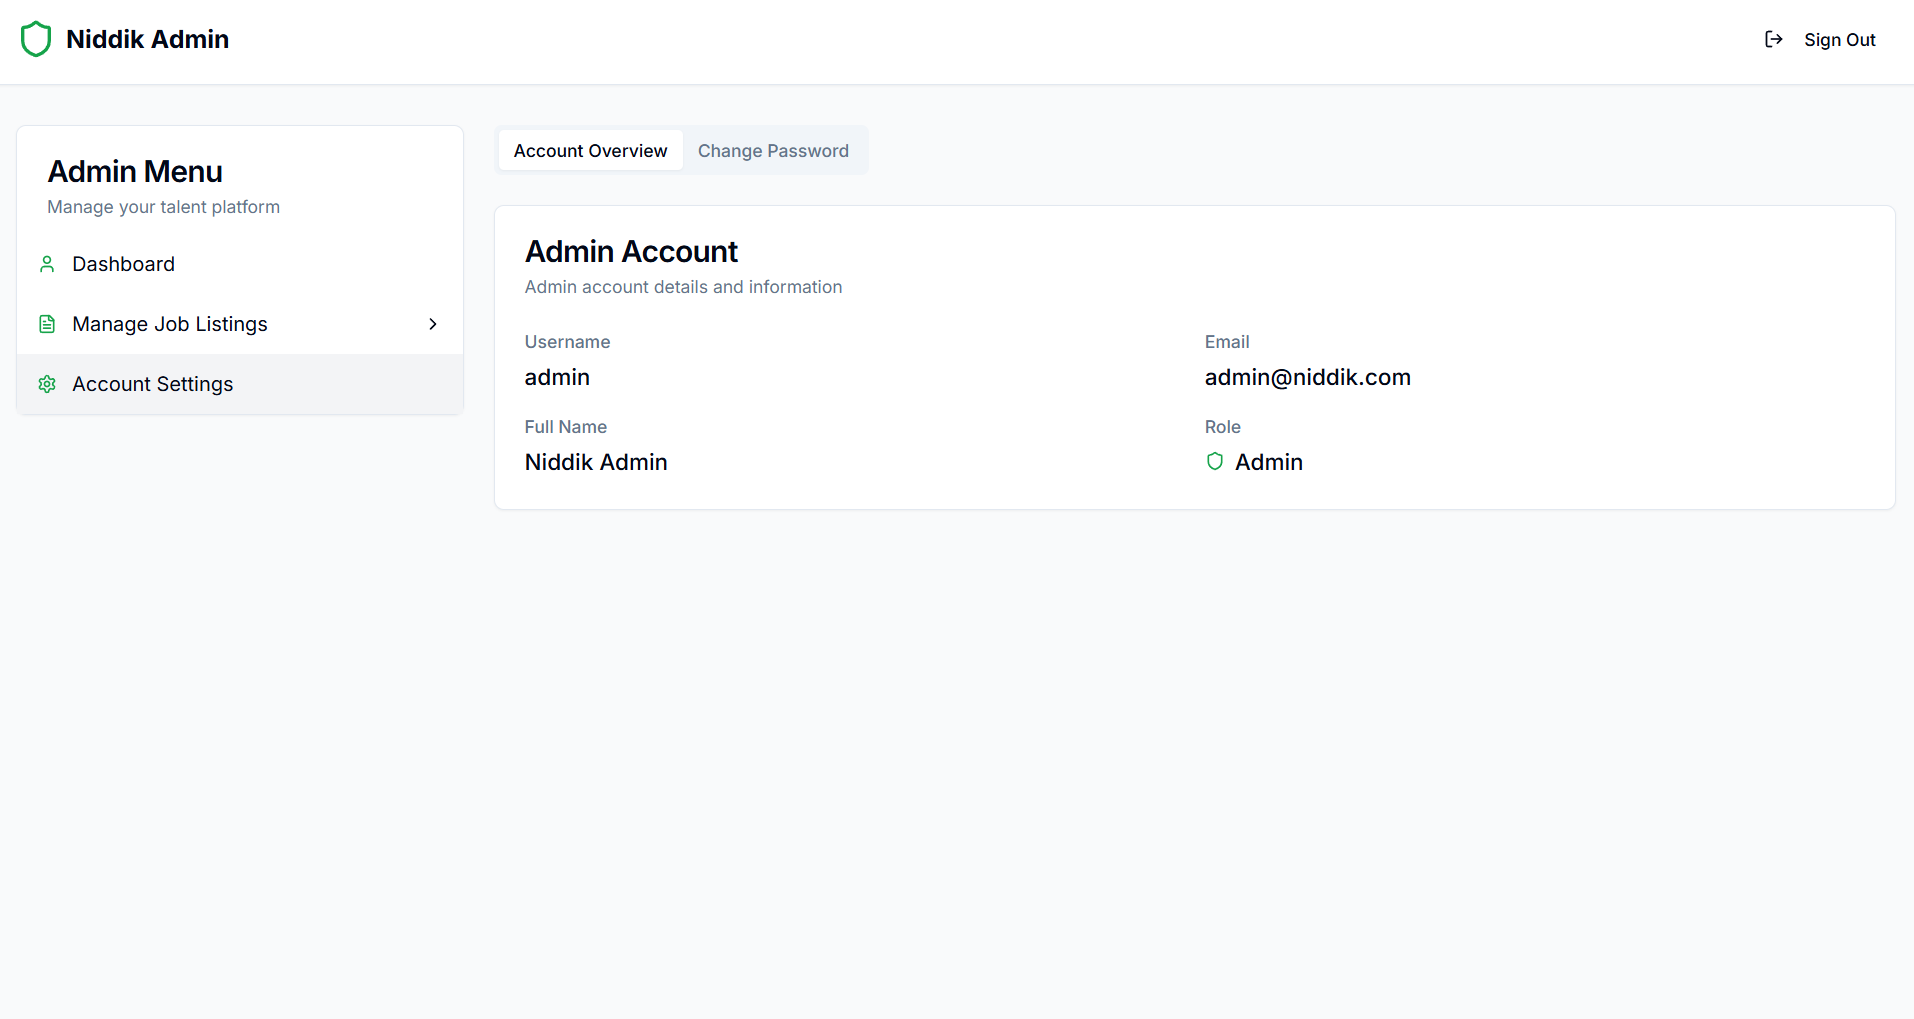 Niddik Admin
Sign Out
Admin Menu
Manage your talent platform
Dashboard
Manage Job Listings
Account Settings
Account Overview
Change Password
Admin Account
Admin account details and information
Username
admin
Email
admin@niddik.com
Full Name
Niddik Admin
Role
Admin